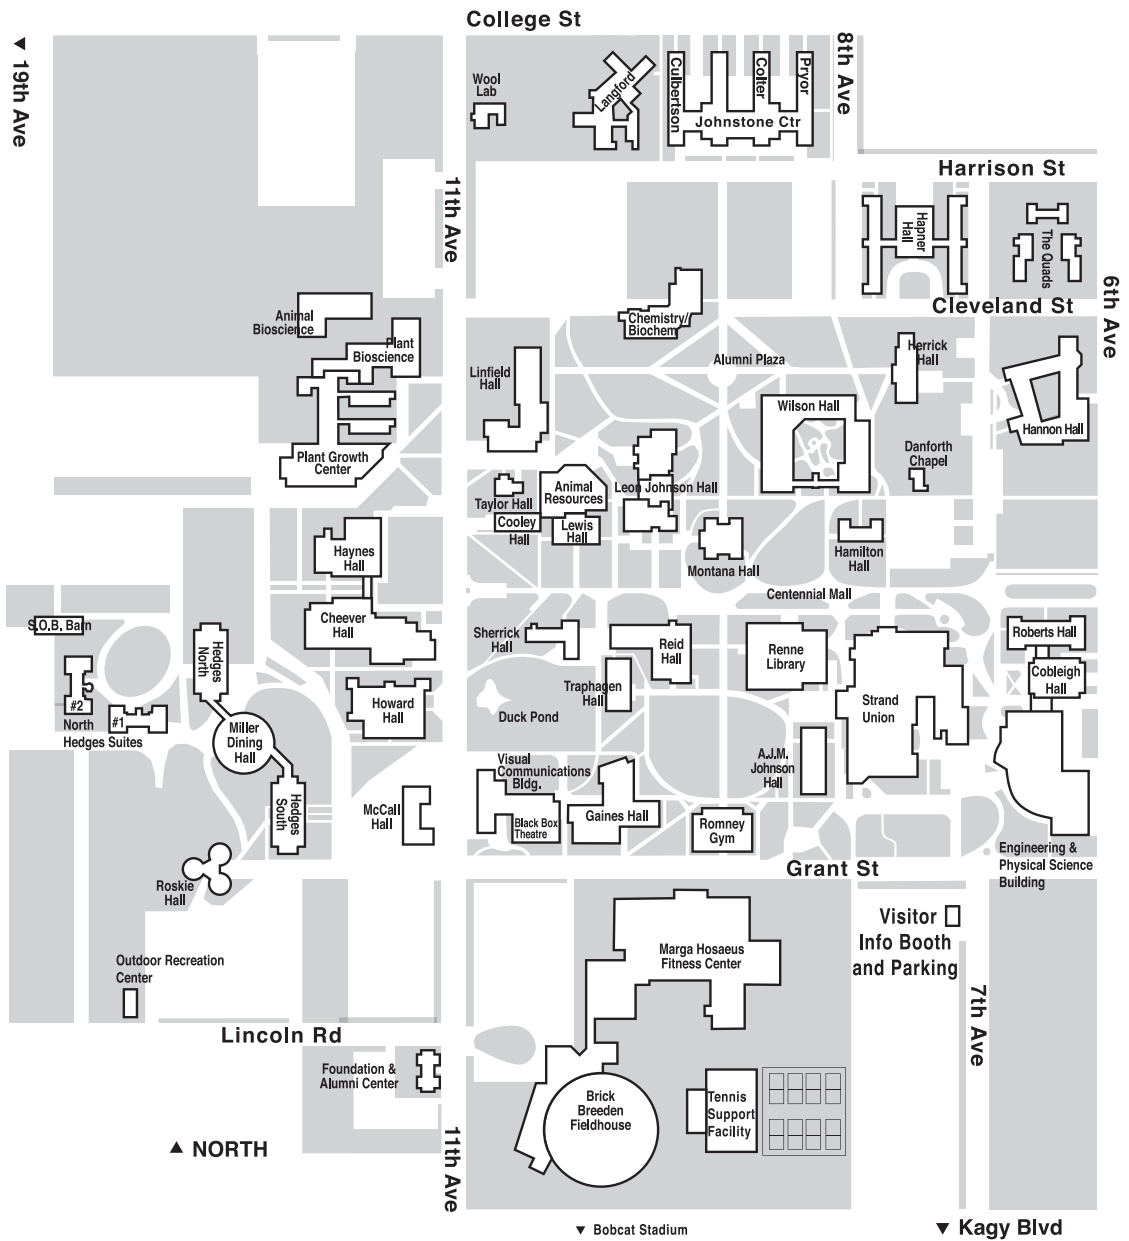 College St
19th Ave
8th Ave
Wool
Lab
Langford
Culbertson
Colter
Pryor
Johnstone Ctr
Harrison St
11th Ave
Hapner
Hall
The Quads
Cleveland St
6th Ave
Animal
Bioscience
Chemistry/
Biochem
Plant
Bioscience
Linfield
Hall
Alumni Plaza
Herrick
Hall
Wilson Hall
Hannon Hall
Danforth
Chapel
Plant Growth
Center
Taylor Hall
Animal
Resources
Leon Johnson Hall
Cooley
Hall
Lewis
Hall
Haynes
Hall
Montana Hall
Hamilton
Hall
Centennial Mall
S.O.B. Barn
Cheever
Hall
Hedges
North
Sherrick
Hall
Reid
Hall
Renne
Library
Roberts Hall
Cobleigh
Hall
#2
#1
North
Hedges Suites
Howard
Hall
Traphagen
Hall
Duck Pond
Strand
Union
Miller
Dining
Hall
Visual
Communications
Bldg.
A.J.M.
Johnson
Hall
Hedges
South
McCall
Hall
Black Box
Theatre
Gaines Hall
Romney
Gym
Engineering &
Physical Science
Building
Grant St
Roskie
Hall
Visitor
Info Booth
and Parking
Marga Hosaeus
Fitness Center
Outdoor Recreation
Center
7th Ave
Lincoln Rd
Foundation &
Alumni Center
Brick
Breeden
Fieldhouse
Tennis
Support
Facility
NORTH
11th Ave
Bobcat Stadium
Kagy Blvd